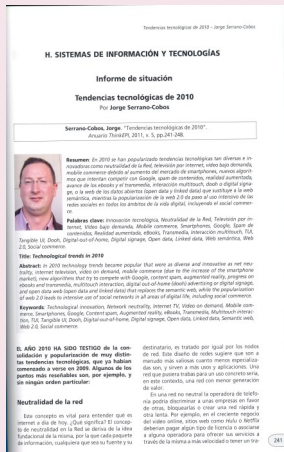 Tendencias tecnológicas de 2010 – Jorge Serrano-Cobos
H. SISTEMAS DE INFORMACIÓN Y TECNOLOGÍAS
Informe de situación
Tendencias tecnológicas de 2010
Por Jorge Serrano-Cobos
Serrano-Cobos, Jorge. "Tendencias tecnológicas de 2010".
Anuario ThinkEPI, 2011, v. 5, pp.241-248.
Resumen: En 2010 se han popularizado tendencias tecnológicas tan diversas e in-
novadoras como neutralidad de la Red, televisión por internet, vídeo bajo demanda,
mobile commerce debido al aumento del mercado de smartphones, nuevos algorit-
mos que intentan competir con Google, spam de contenidos, realidad aumentada,
avance de los ebooks y el transmedia, interacción multitouch, dooh o digital signa-
ge, o la web de los datos abiertos (open data y linked data) que sustituye a la web
semántica, mientras la popularización de la web 2.0 da paso al uso intensivo de las
redes sociales en todos los ámbitos de la vida digital, incluyendo el social commer-
ce.
Palabras clave: Innovación tecnológica, Neutralidad de la Red, Televisión por in-
ternet, Vídeo bajo demanda, Mobile commerce, Smartphones, Google, Spam de
contenidos, Realidad aumentada, eBooks, Transmedia, Interacción multitouch, TUI,
Tangible UI, Dooh, Digital-out-of-home, Digital signage, Open data, Linked data, Web semántica, Web
2.0, Social commerce.
Title: Technological trends in 2010
Abstract: In 2010 technology trends became popular that were as diverse and innovative as net neu-
trality, internet television, video on demand, mobile commerce (due to the increase of the smartphone
market), new algorithms that try to compete with Google, content spam, augmented reality, progress on
ebooks and transmedia, multitouch interaction, digital out-of-home (dooh) advertising or digital signage,
and open data web (open data and linked data) that replaces the semantic web, while the popularization
of web 2.0 leads to intensive use of social networks in all areas of digital life, including social commerce.
Keywords: Technological innovation, Network neutrality, Internet TV, Video on demand, Mobile com-
merce, Smartphones, Google, Content spam, Augmented reality, eBooks, Transmedia, Multitouch interac-
tion, TUI, Tangible UI, Dooh, Digital-out-of-home, Digital signage, Open data, Linked data, Semantic web,
Web 2.0, Social commerce.
EL AÑO 2010 HA SIDO TESTIGO de la con-
solidación y popularización de muy distin-
tas tendencias tecnológicas, que ya habían
comenzado a verse en 2009. Algunos de los
puntos más reseñables son, por ejemplo, y
sin ningún orden particular:
Neutralidad de la red
Este concepto es vital para entender qué es
internet a día de hoy. ¿Qué significa? El concep-
to de neutralidad en la Red se deriva de la idea
fundacional de la misma, por la que cada paquete
de información, cualquiera que sea su fuente y su
destinatario, es tratado por igual por los nodos
de red. Este diseño de redes sugiere que son a
menudo más valiosas cuanto menos especializa-
das son, y sirven a más usos y aplicaciones. Una
red que pusiera trabas para un uso concreto sería,
en este contexto, una red con menor generación
de valor.
En una red no neutral la operadora de telefo-
nía podría discriminar a unas empresas en favor
de otras, bloquearlas o crear una red rápida y
otra lenta. Por ejemplo, en el creciente negocio
del vídeo online, sitios web como Hulu o Netflix
deberían pagar algún tipo de licencia o asociarse
a alguna operadora para ofrecer sus servicios a
través de la misma a más velocidad o tener un tra-
241